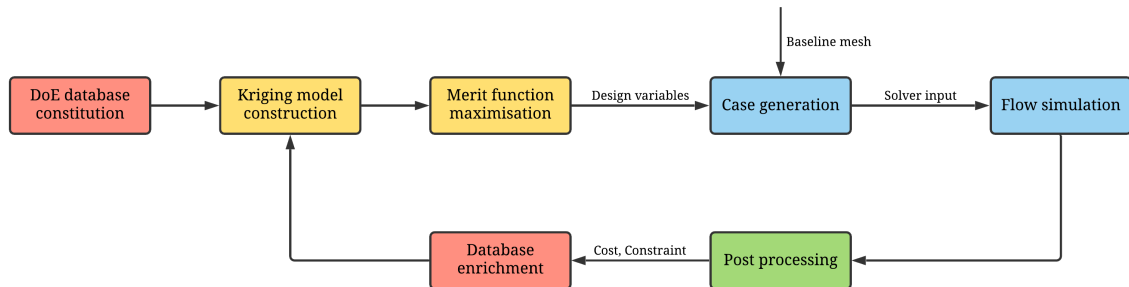 Baseline mesh
DoE database
constitution
Kriging model
construction
Merit function
maximisation
Design variables
Case generation
Solver input
Flow simulation
Database
enrichment
Cost, Constraint
Post processing